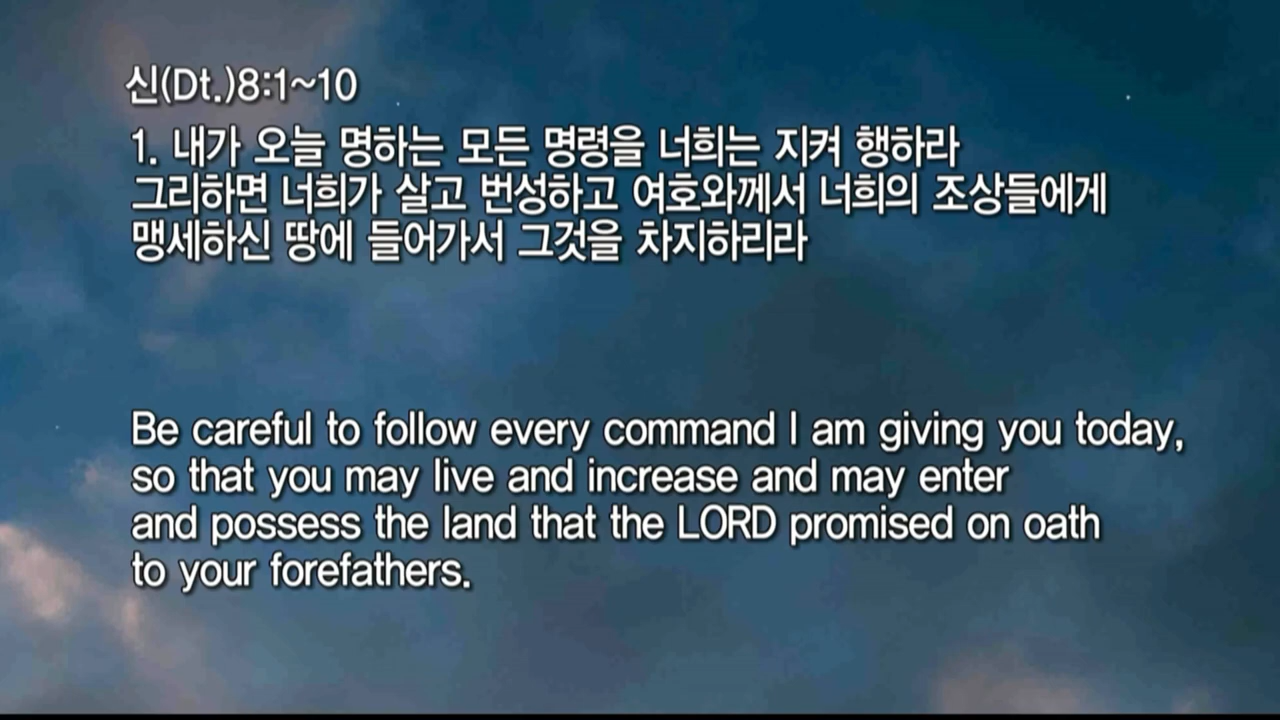 신(Dt.)8:1~10
1. 내가 오늘 명하는 모든 명령을 너희는 지켜 행하라
그리하면 너희가 살고 번성하고 여호와께서 너희의 조상들에게
맹세하신 땅에 들어가서 그것을 차지하리라
Be careful to follow every command I am giving you today,
so that you may live and increase and may enter
and possess the land that the LORD promised on oath
to your forefathers.